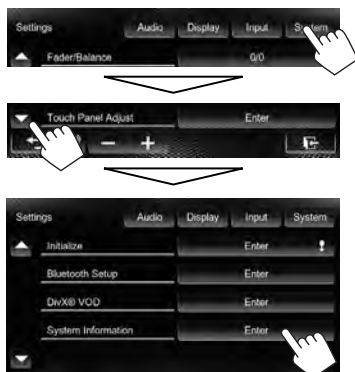 Settings Audio Display Input System
Fader/Balance 0/0
Touch Panel Adjust Enter
Settings Audio Display Input System
Initialize Enter !
Bluetooth Setup Enter
DivX® VOD Enter
System Information Enter